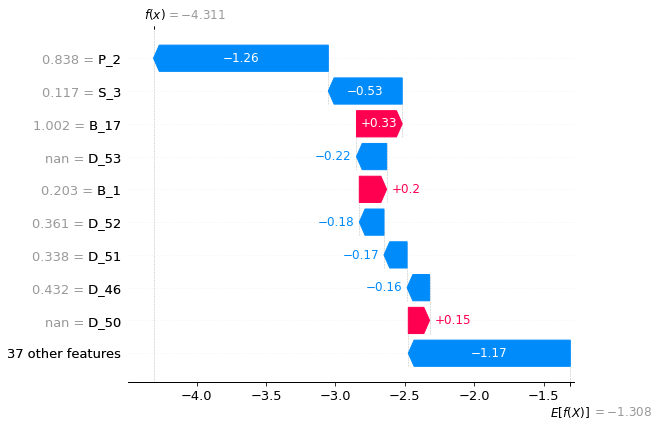 f(x) = −4.311
0.838 = P_2 −1.26
0.117 = S_3 −0.53
1.002 = B_17 +0.33
nan = D_53 −0.22
0.203 = B_1 +0.2
0.361 = D_52 −0.18
0.338 = D_51 −0.17
0.432 = D_46 −0.16
nan = D_50 +0.15
37 other features −1.17
−4.0 −3.5 −3.0 −2.5 −2.0 −1.5
E[f(X)] = −1.308